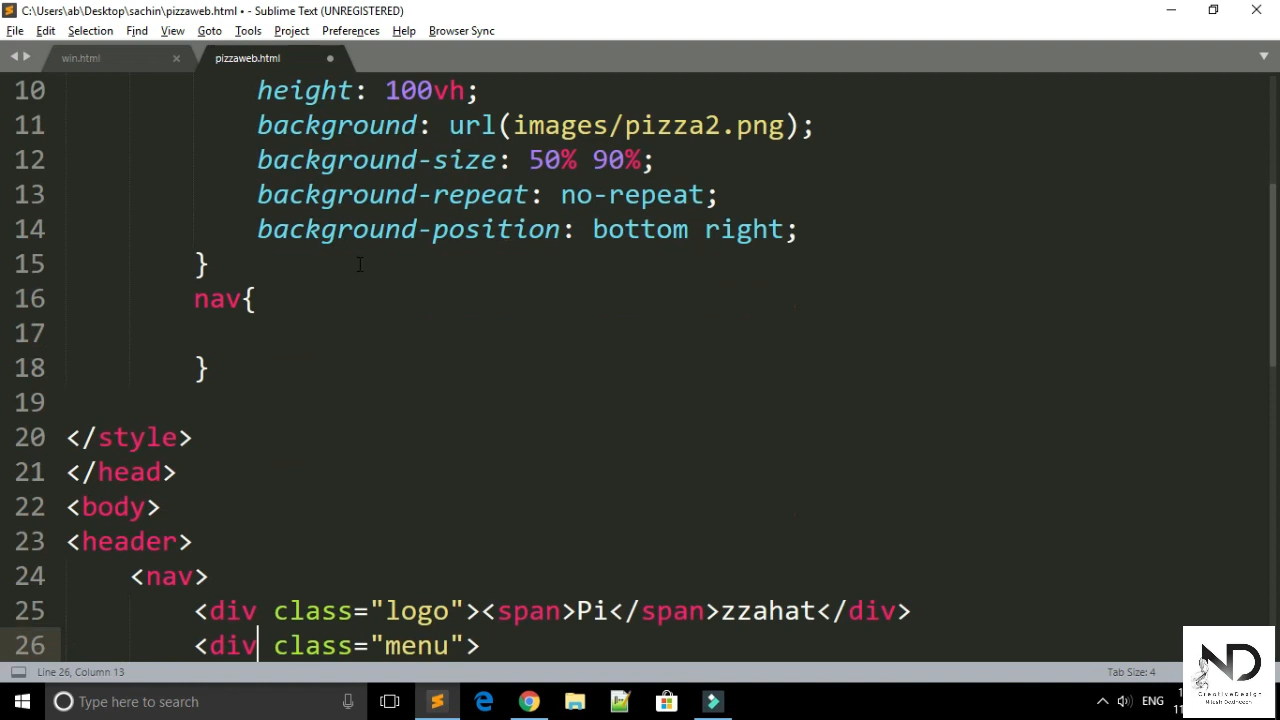 C:\Users\ab\Desktop\sachin\pizzaweb.html • - Sublime Text (UNREGISTERED)
File Edit Selection Find View Goto Tools Project Preferences Help Browser Sync
win.html pizzaweb.html
10 height: 100vh;
11 background: url(images/pizza2.png);
12 background-size: 50% 90%;
13 background-repeat: no-repeat;
14 background-position: bottom right;
15 }
16 nav{
17
18 }
19
20 </style>
21 </head>
22 <body>
23 <header>
24 <nav>
25 <div class="logo"><span>Pi</span>zzahat</div>
26 <div class="menu">
Line 26, Column 13 Tab Size: 4
Type here to search ENG
ND
CreativeDesign